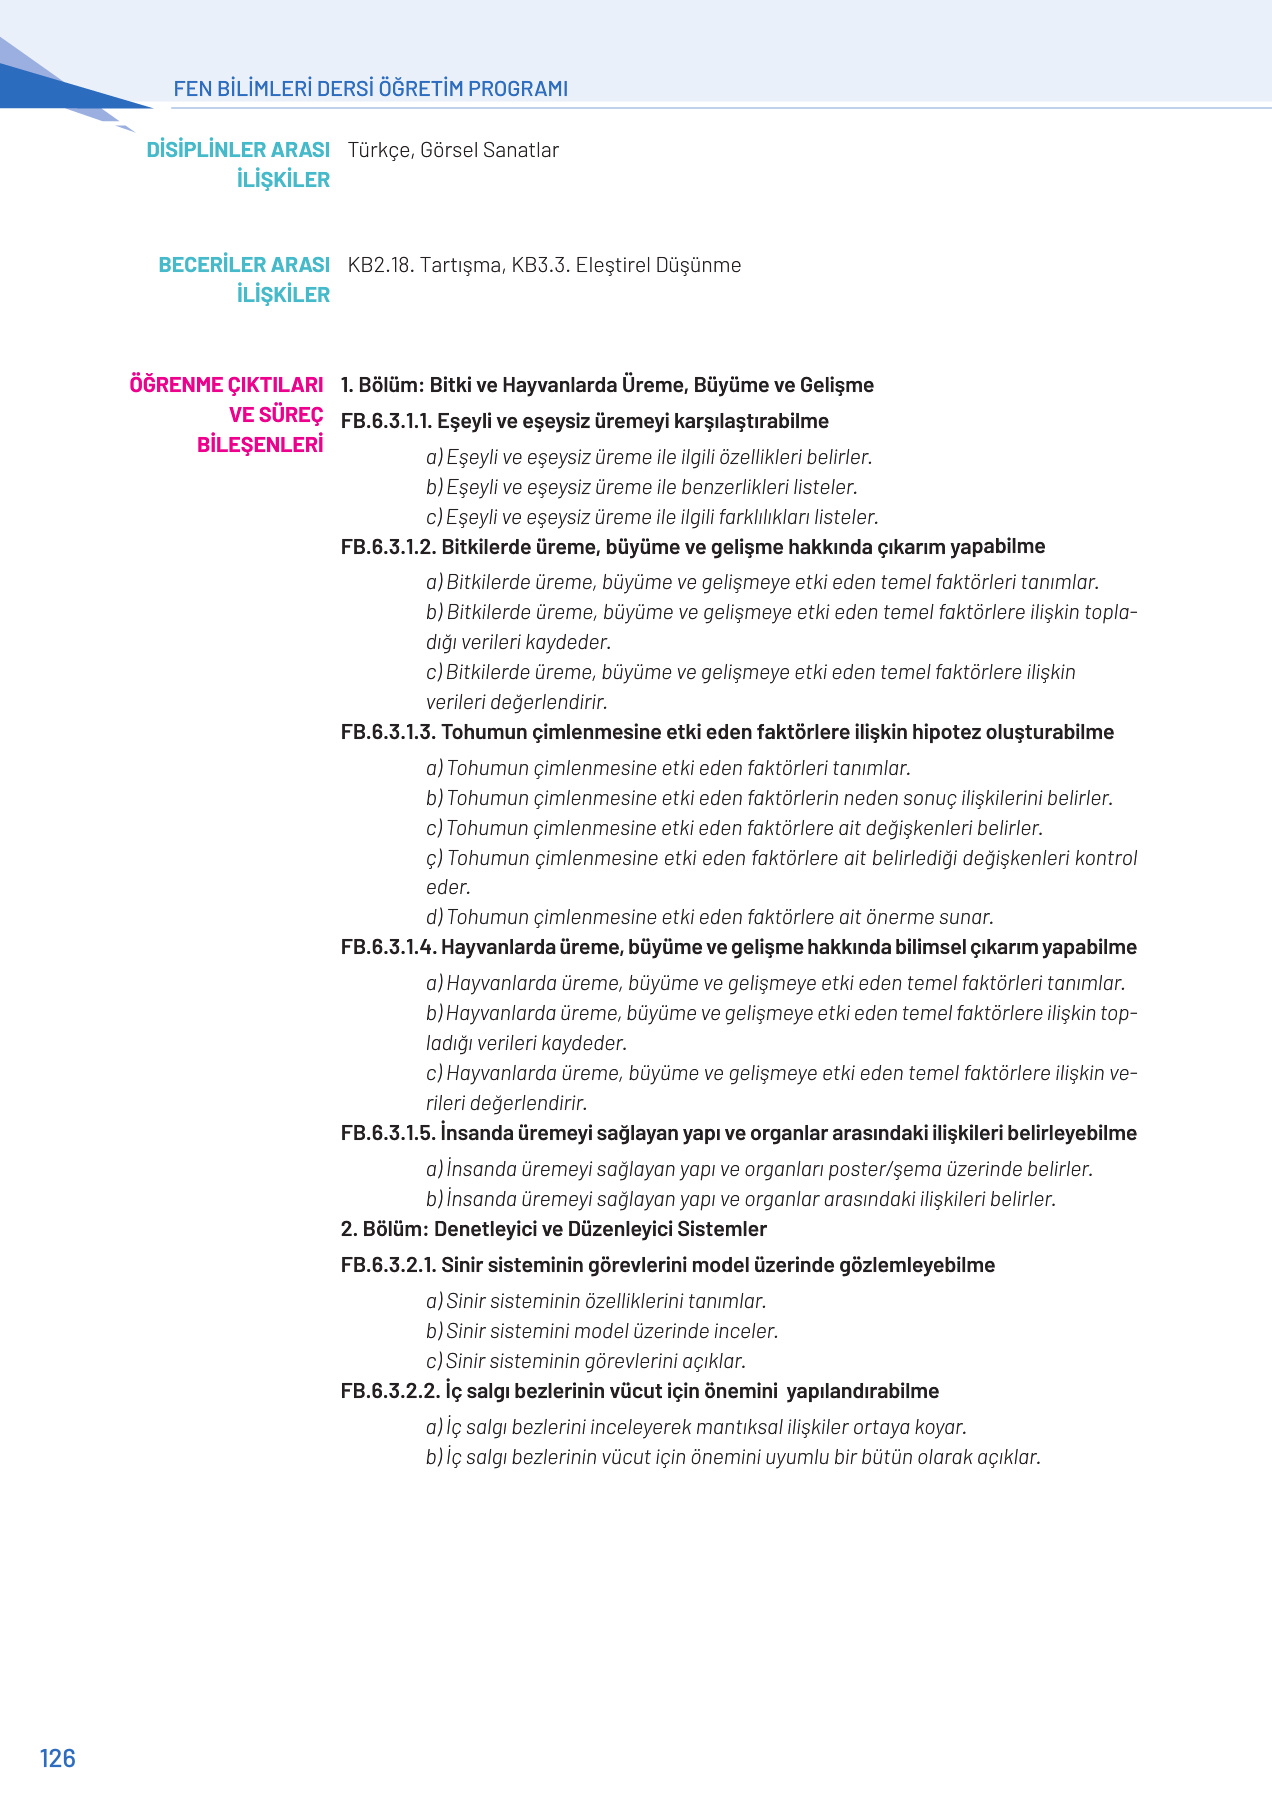 FEN BİLİMLERİ DERSİ ÖĞRETİM PROGRAMI
DİSİPLİNLER ARASI
İLİŞKİLER
Türkçe, Görsel Sanatlar
BECERİLER ARASI
İLİŞKİLER
KB2.18. Tartışma, KB3.3. Eleştirel Düşünme
ÖĞRENME ÇIKTILARI
VE SÜREÇ
BİLEŞENLERİ
1. Bölüm: Bitki ve Hayvanlarda Üreme, Büyüme ve Gelişme
FB.6.3.1.1. Eşeyli ve eşeysiz üremeyi karşılaştırabilme
a) Eşeyli ve eşeysiz üreme ile ilgili özellikleri belirler.
b) Eşeyli ve eşeysiz üreme ile benzerlikleri listeler.
c) Eşeyli ve eşeysiz üreme ile ilgili farklılıkları listeler.
FB.6.3.1.2. Bitkilerde üreme, büyüme ve gelişme hakkında çıkarım yapabilme
a) Bitkilerde üreme, büyüme ve gelişmeye etki eden temel faktörleri tanımlar.
b) Bitkilerde üreme, büyüme ve gelişmeye etki eden temel faktörlere ilişkin topla-
dığı verileri kaydeder.
c) Bitkilerde üreme, büyüme ve gelişmeye etki eden temel faktörlere ilişkin
verileri değerlendirir.
FB.6.3.1.3. Tohumun çimlenmesine etki eden faktörlere ilişkin hipotez oluşturabilme
a) Tohumun çimlenmesine etki eden faktörleri tanımlar.
b) Tohumun çimlenmesine etki eden faktörlerin neden sonuç ilişkilerini belirler.
c) Tohumun çimlenmesine etki eden faktörlere ait değişkenleri belirler.
ç) Tohumun çimlenmesine etki eden faktörlere ait belirlediği değişkenleri kontrol
eder.
d) Tohumun çimlenmesine etki eden faktörlere ait önerme sunar.
FB.6.3.1.4. Hayvanlarda üreme, büyüme ve gelişme hakkında bilimsel çıkarım yapabilme
a) Hayvanlarda üreme, büyüme ve gelişmeye etki eden temel faktörleri tanımlar.
b) Hayvanlarda üreme, büyüme ve gelişmeye etki eden temel faktörlere ilişkin top-
ladığı verileri kaydeder.
c) Hayvanlarda üreme, büyüme ve gelişmeye etki eden temel faktörlere ilişkin ve-
rileri değerlendirir.
FB.6.3.1.5. İnsanda üremeyi sağlayan yapı ve organlar arasındaki ilişkileri belirleyebilme
a) İnsanda üremeyi sağlayan yapı ve organları poster/şema üzerinde belirler.
b) İnsanda üremeyi sağlayan yapı ve organlar arasındaki ilişkileri belirler.
2. Bölüm: Denetleyici ve Düzenleyici Sistemler
FB.6.3.2.1. Sinir sisteminin görevlerini model üzerinde gözlemleyebilme
a) Sinir sisteminin özelliklerini tanımlar.
b) Sinir sistemini model üzerinde inceler.
c) Sinir sisteminin görevlerini açıklar.
FB.6.3.2.2. İç salgı bezlerinin vücut için önemini yapılandırabilme
a) İç salgı bezlerini inceleyerek mantıksal ilişkiler ortaya koyar.
b) İç salgı bezlerinin vücut için önemini uyumlu bir bütün olarak açıklar.
126